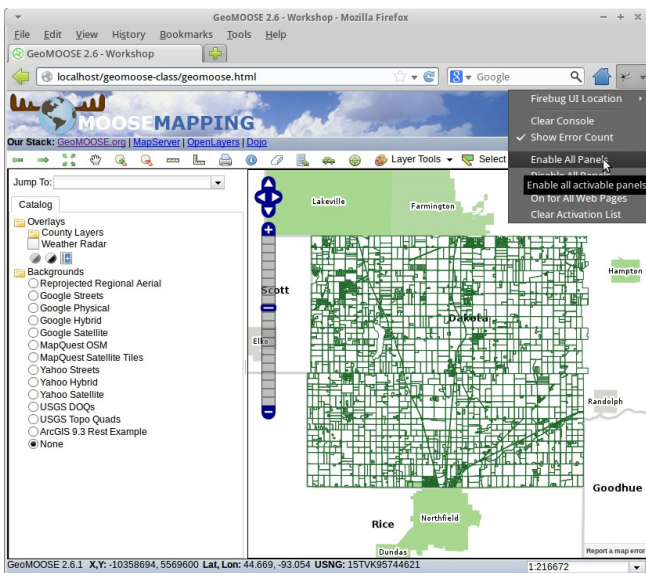 GeoMOOSE 2.6 - Workshop - Mozilla Firefox
File Edit View History Bookmarks Tools Help
GeoMOOSE 2.6 - Workshop
localhost/geomoose-class/geomoose.html
Google
Firebug UI Location
Clear Console
Show Error Count
Enable All Panels
Disable All Panels
Enable all activable panels
On for All Web Pages
Clear Activation List
MOOSEMAPPING
Our Stack: GeoMOOSE.org | MapServer | OpenLayers | Dojo
Layer Tools
Select
Jump To:
Catalog
Overlays
County Layers
Weather Radar
Backgrounds
Reprojected Regional Aerial
Google Streets
Google Physical
Google Hybrid
Google Satellite
MapQuest OSM
MapQuest Satellite Tiles
Yahoo Streets
Yahoo Hybrid
Yahoo Satellite
USGS DOQs
USGS Topo Quads
ArcGIS 9.3 Rest Example
None
Lakeville
Farmington
Hampton
Scott
Dakota
Elko
Randolph
Goodhue
Rice
Northfield
Dundas
Report a map error
GeoMOOSE 2.6.1 X,Y: -10358694, 5569600 Lat, Lon: 44.669, -93.054 USNG: 15TVK95744621
1:216672